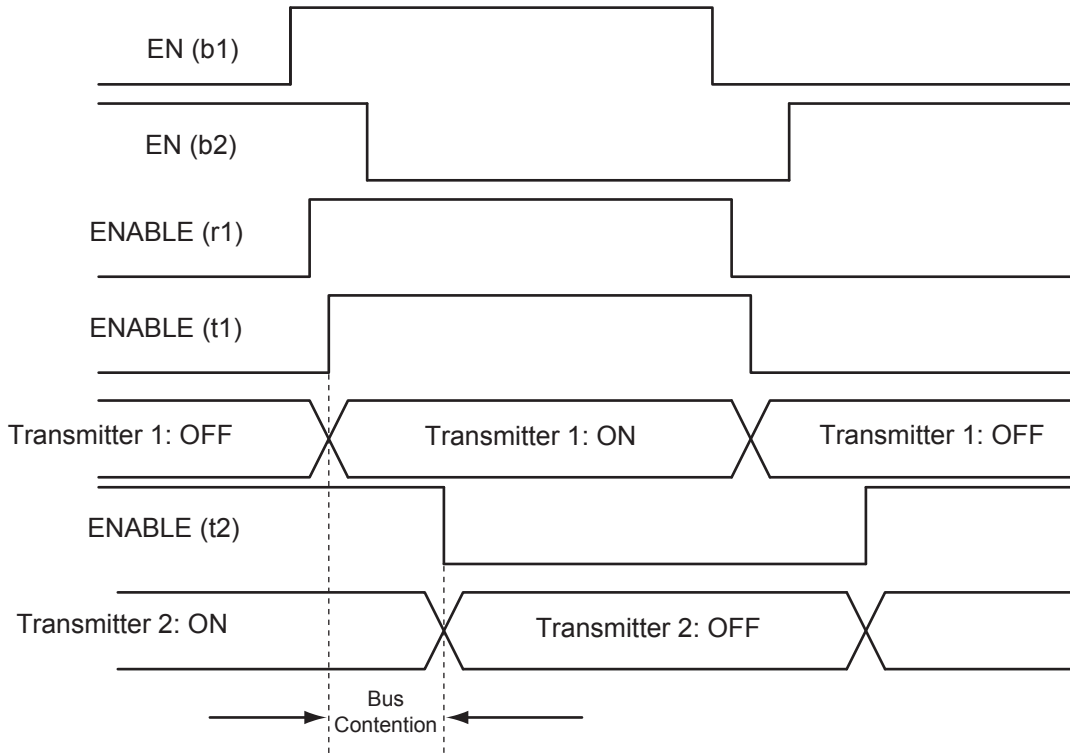 EN (b1)
EN (b2)
ENABLE (r1)
ENABLE (t1)
Transmitter 1: OFF
Transmitter 1: ON
Transmitter 1: OFF
ENABLE (t2)
Transmitter 2: ON
Transmitter 2: OFF
Bus
Contention